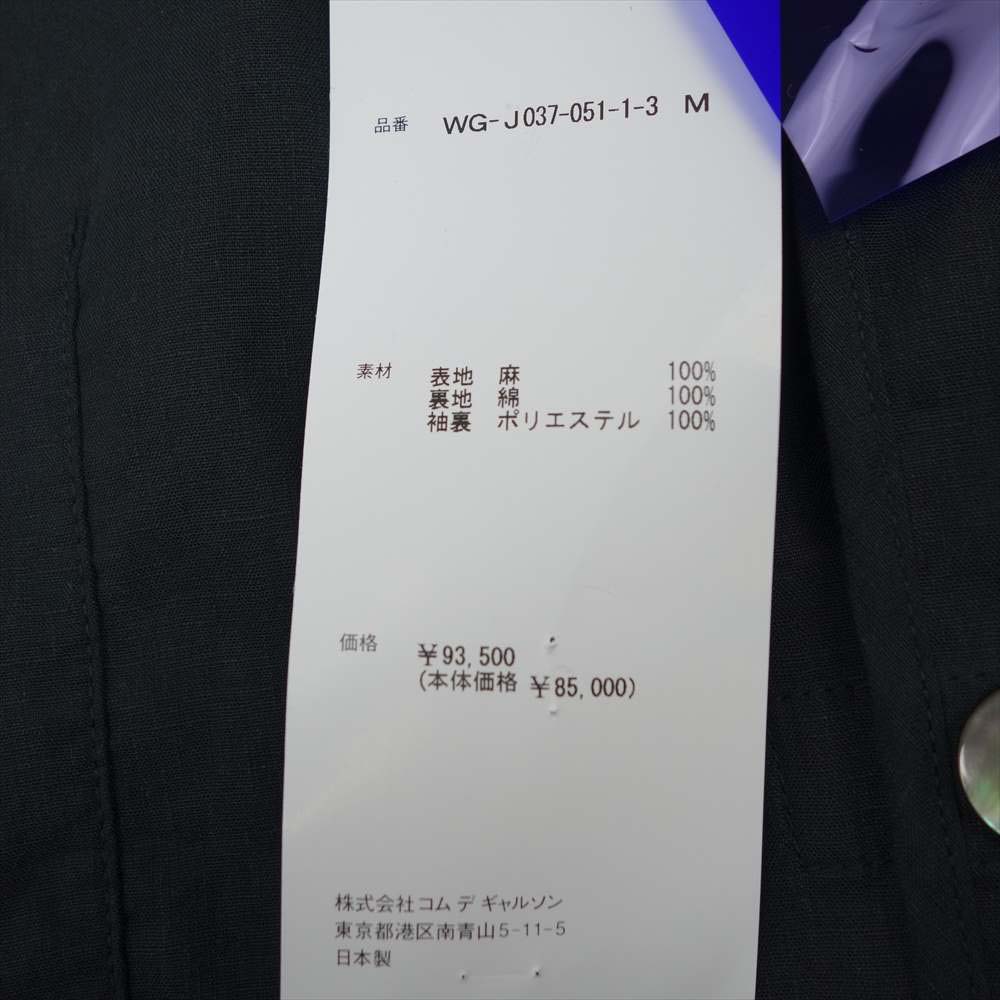 品番 WG-J037-051-1-3 M
素材 表地 麻 100%
裏地 綿 100%
袖裏 ポリエステル 100%
価格 ¥93,500
(本体価格 ¥85,000)
株式会社コム デ ギャルソン
東京都港区南青山5-11-5
日本製